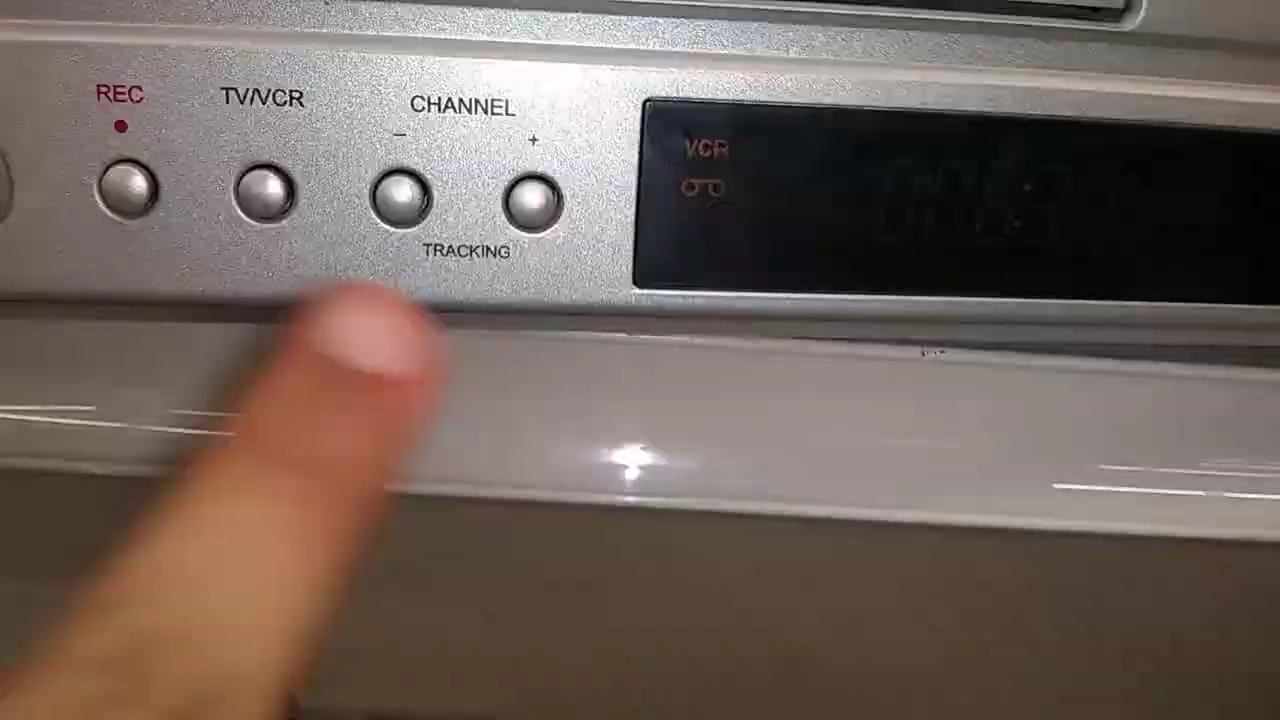 REC
TV/VCR
CHANNEL
− +
TRACKING
VCR